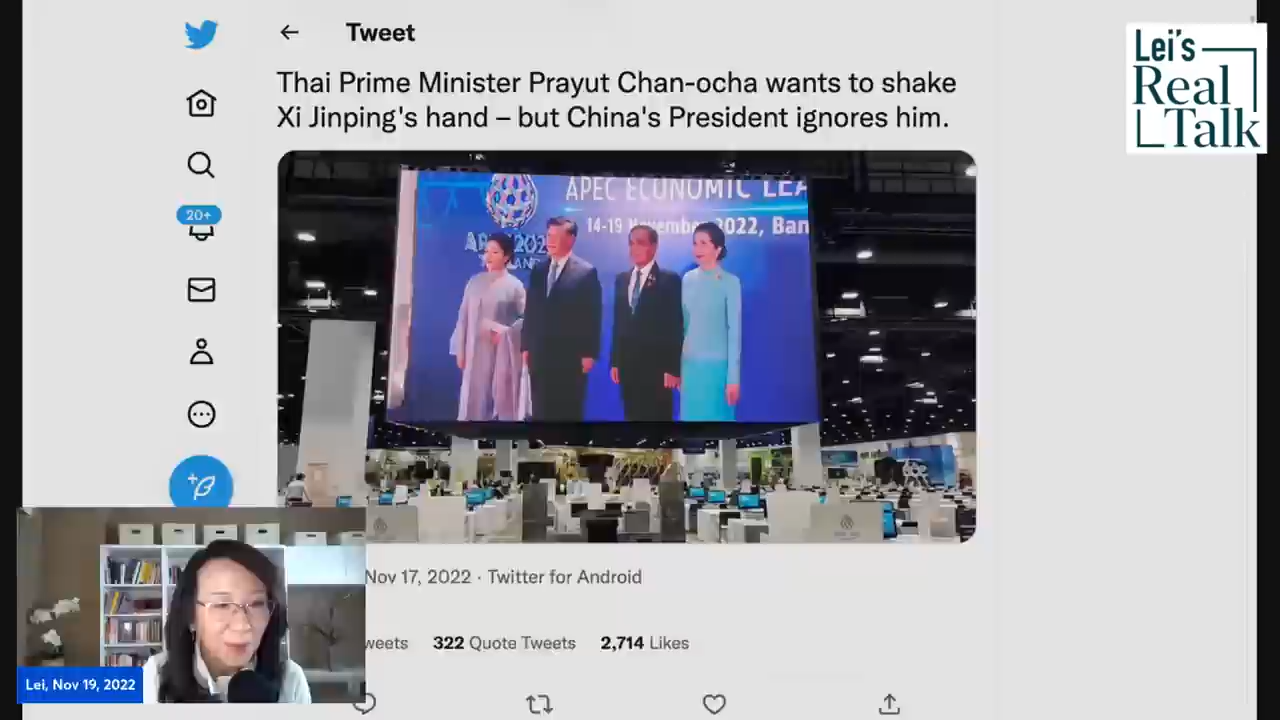 Tweet
Thai Prime Minister Prayut Chan-ocha wants to shake
Xi Jinping's hand – but China's President ignores him.
Lei's
Real
Talk
20+
APEC ECONOMIC LEA
14-19 November 2022, Ban
Nov 17, 2022 · Twitter for Android
weets 322 Quote Tweets 2,714 Likes
Lei, Nov 19, 2022